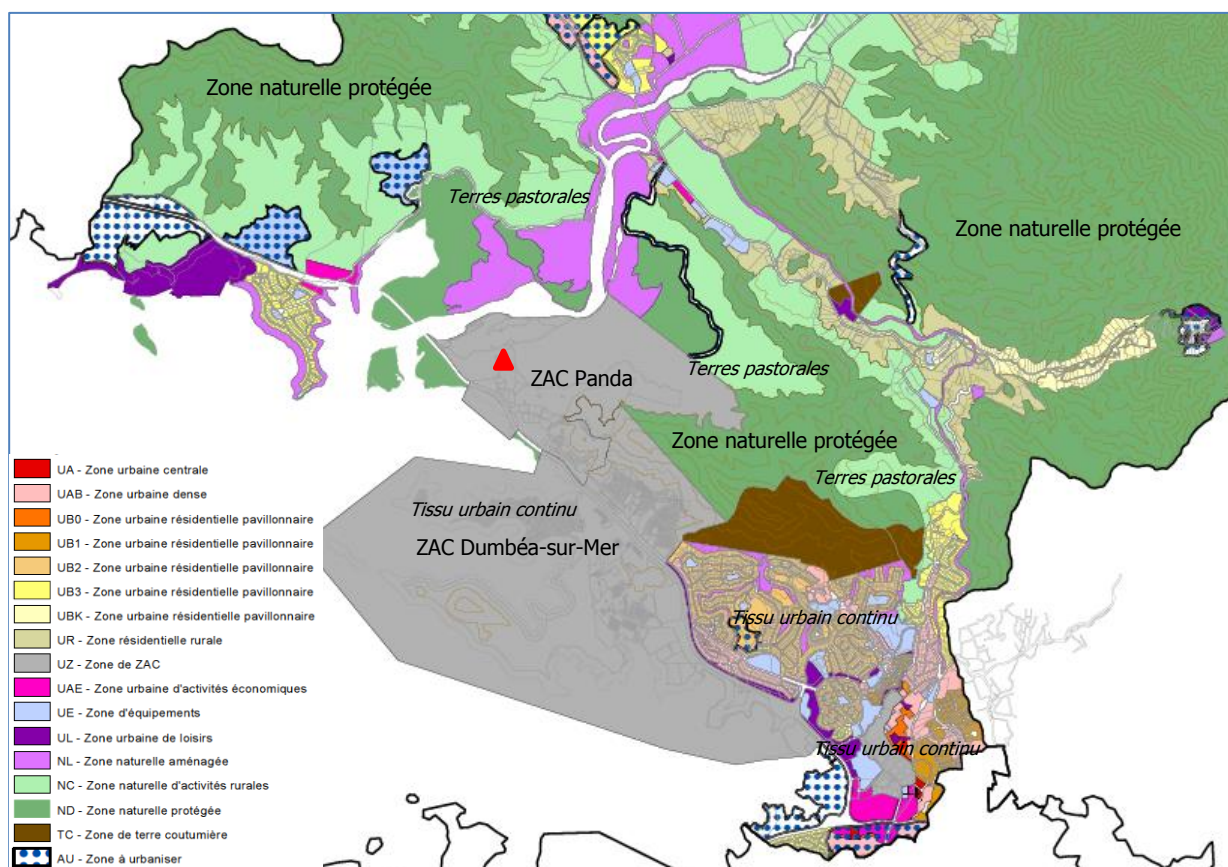 Zone naturelle protégée
Terres pastorales
Zone naturelle protégée
Terres pastorales
ZAC Panda
Zone naturelle protégée
Terres pastorales
Tissu urbain continu
ZAC Dumbéa-sur-Mer
Tissu urbain continu
Tissu urbain continu
UA - Zone urbaine centrale
UAB - Zone urbaine dense
UB0 - Zone urbaine résidentielle pavillonnaire
UB1 - Zone urbaine résidentielle pavillonnaire
UB2 - Zone urbaine résidentielle pavillonnaire
UB3 - Zone urbaine résidentielle pavillonnaire
UBK - Zone urbaine résidentielle pavillonnaire
UR - Zone résidentielle rurale
UZ - Zone de ZAC
UAE - Zone urbaine d'activités économiques
UE - Zone d'équipements
UL - Zone urbaine de loisirs
NL - Zone naturelle aménagée
NC - Zone naturelle d'activités rurales
ND - Zone naturelle protégée
TC - Zone de terre coutumière
AU - Zone à urbaniser